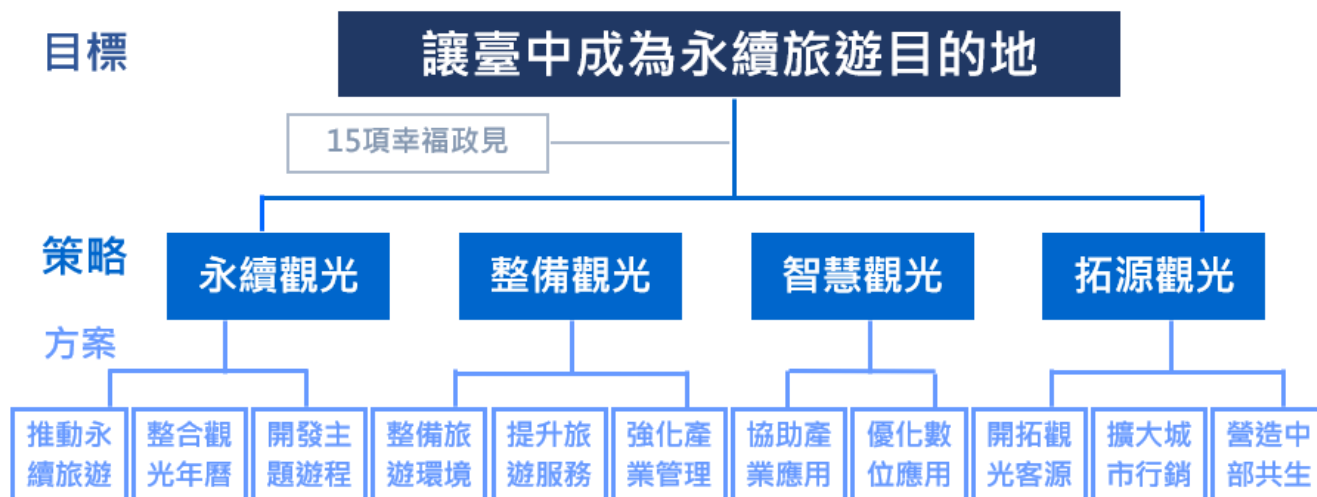 目標
讓臺中成為永續旅遊目的地
15項幸福政見
策略
永續觀光
整備觀光
智慧觀光
拓源觀光
方案
推動永
續旅遊
整合觀
光年曆
開發主
題遊程
整備旅
遊環境
提升旅
遊服務
強化產
業管理
協助產
業應用
優化數
位應用
開拓觀
光客源
擴大城
市行銷
營造中
部共生